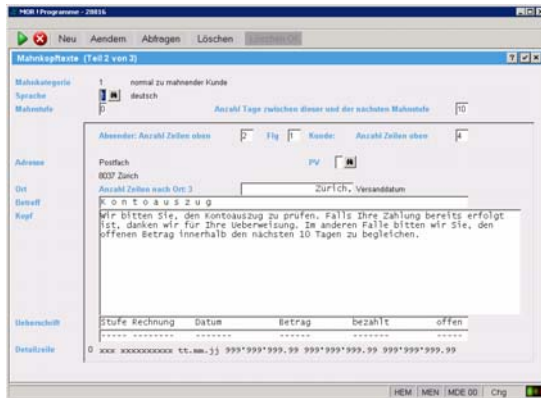 MOR ! Programme - 20016
Neu Aendern Abfragen Löschen Löschen OK
Mahnkopftexte (Teil 2 von 3)
Mahnkategorie 1 normal zu mahnender Kunde
Sprache deutsch
Mahnstufe 0 Anzahl Tage zwischen dieser und der nächsten Mahnstufe 10
Absender: Anzahl Zeilen oben 2 Flg 1 Kunde: Anzahl Zeilen oben 4
Adresse Postfach PV
8037 Zürich
Ort Anzahl Zeilen nach Ort: 3 Zürich, Versanddatum
Betreff K o n t o a u s z u g
Kopf Wir bitten Sie, den Kontoauszug zu prüfen. Falls Ihre Zahlung bereits erfolgt
ist, danken wir für Ihre Ueberweisung. Im anderen Falle bitten wir Sie, den
offenen Betrag innerhalb den nächsten 10 Tagen zu begleichen.
Ueberschrift Stufe Rechnung Datum Betrag bezahlt offen
----- -------- ------- ------- ------- -----
Detailzeile 0 xxx xxxxxxxxxx tt.mm.jj 999'999'999.99 999'999'999.99 999'999'999.99
HEM MEN MDE 00 Chg